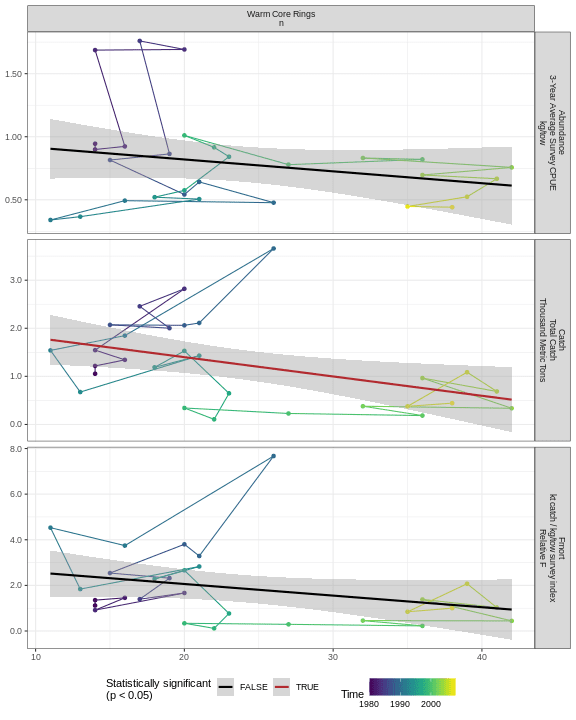 Warm Core Rings
n
1.50
1.00
0.50
Abundance
3-Year Average Survey CPUE
kg/tow
3.0
2.0
1.0
0.0
Catch
Total Catch
Thousand Metric Tons
8.0
6.0
4.0
2.0
0.0
Fmort
kt catch / kg/tow survey index
Relative F
10
20
30
40
Statistically significant
(p < 0.05)
FALSE
TRUE
Time
1980
1990
2000